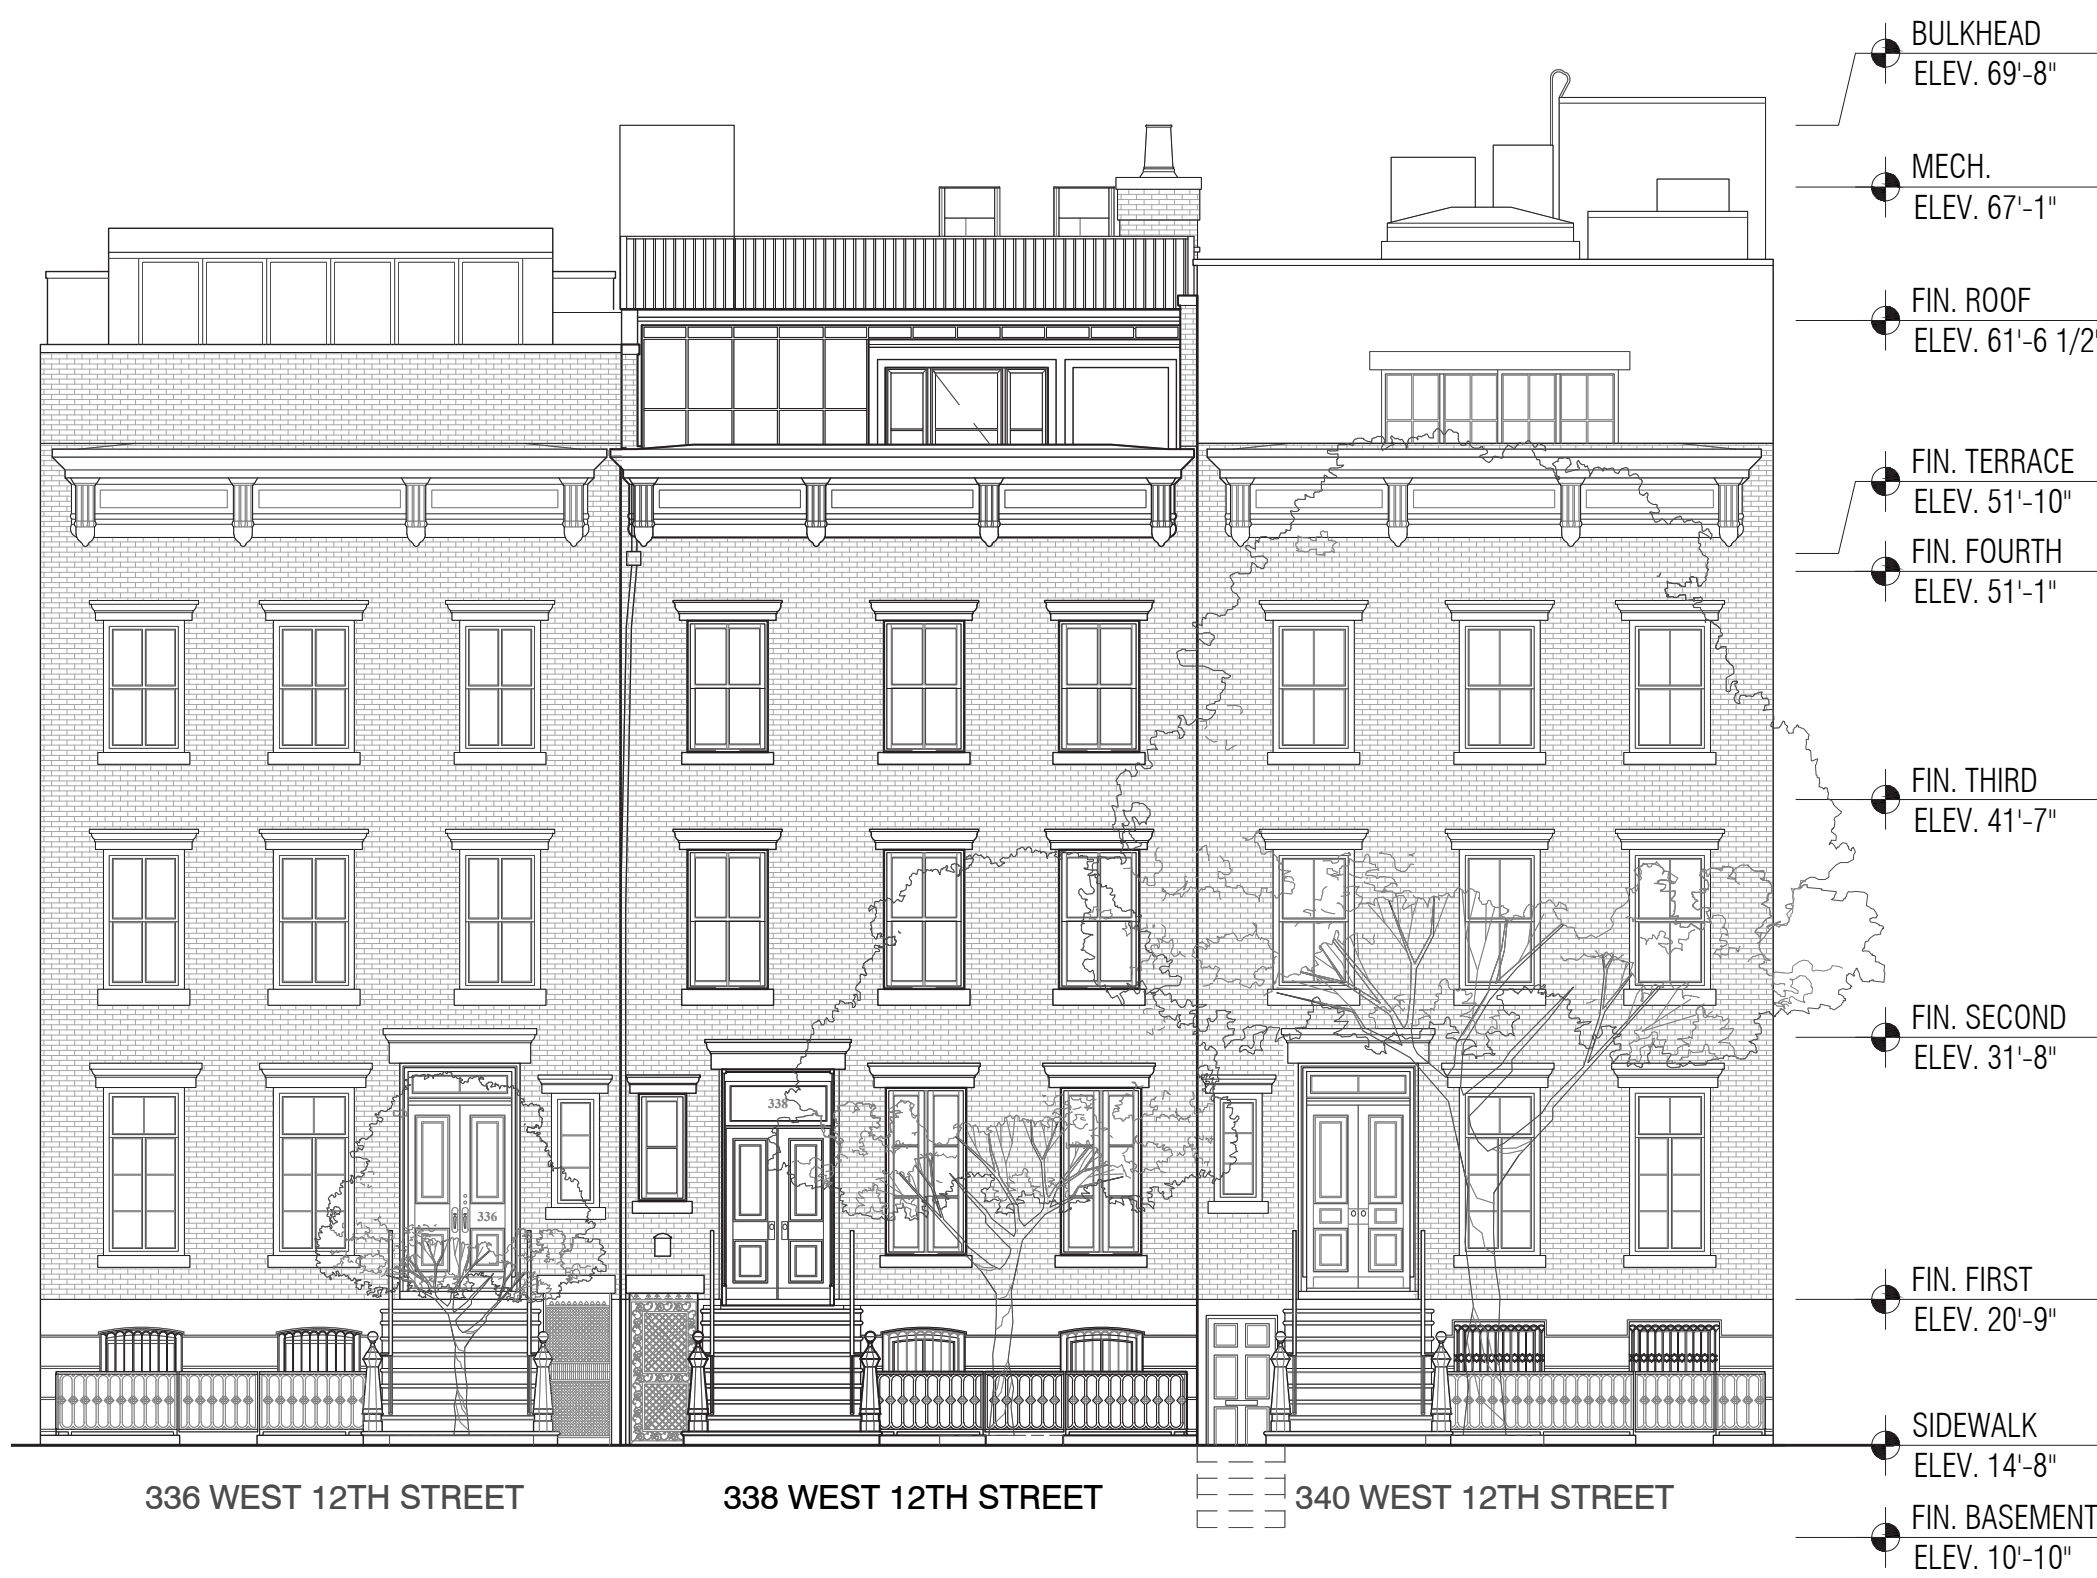 BULKHEAD
ELEV. 69'-8"
MECH.
ELEV. 67'-1"
FIN. ROOF
ELEV. 61'-6 1/2"
FIN. TERRACE
ELEV. 51'-10"
FIN. FOURTH
ELEV. 51'-1"
FIN. THIRD
ELEV. 41'-7"
FIN. SECOND
ELEV. 31'-8"
338
336
FIN. FIRST
ELEV. 20'-9"
SIDEWALK
ELEV. 14'-8"
336 WEST 12TH STREET
338 WEST 12TH STREET
340 WEST 12TH STREET
FIN. BASEMENT
ELEV. 10'-10"